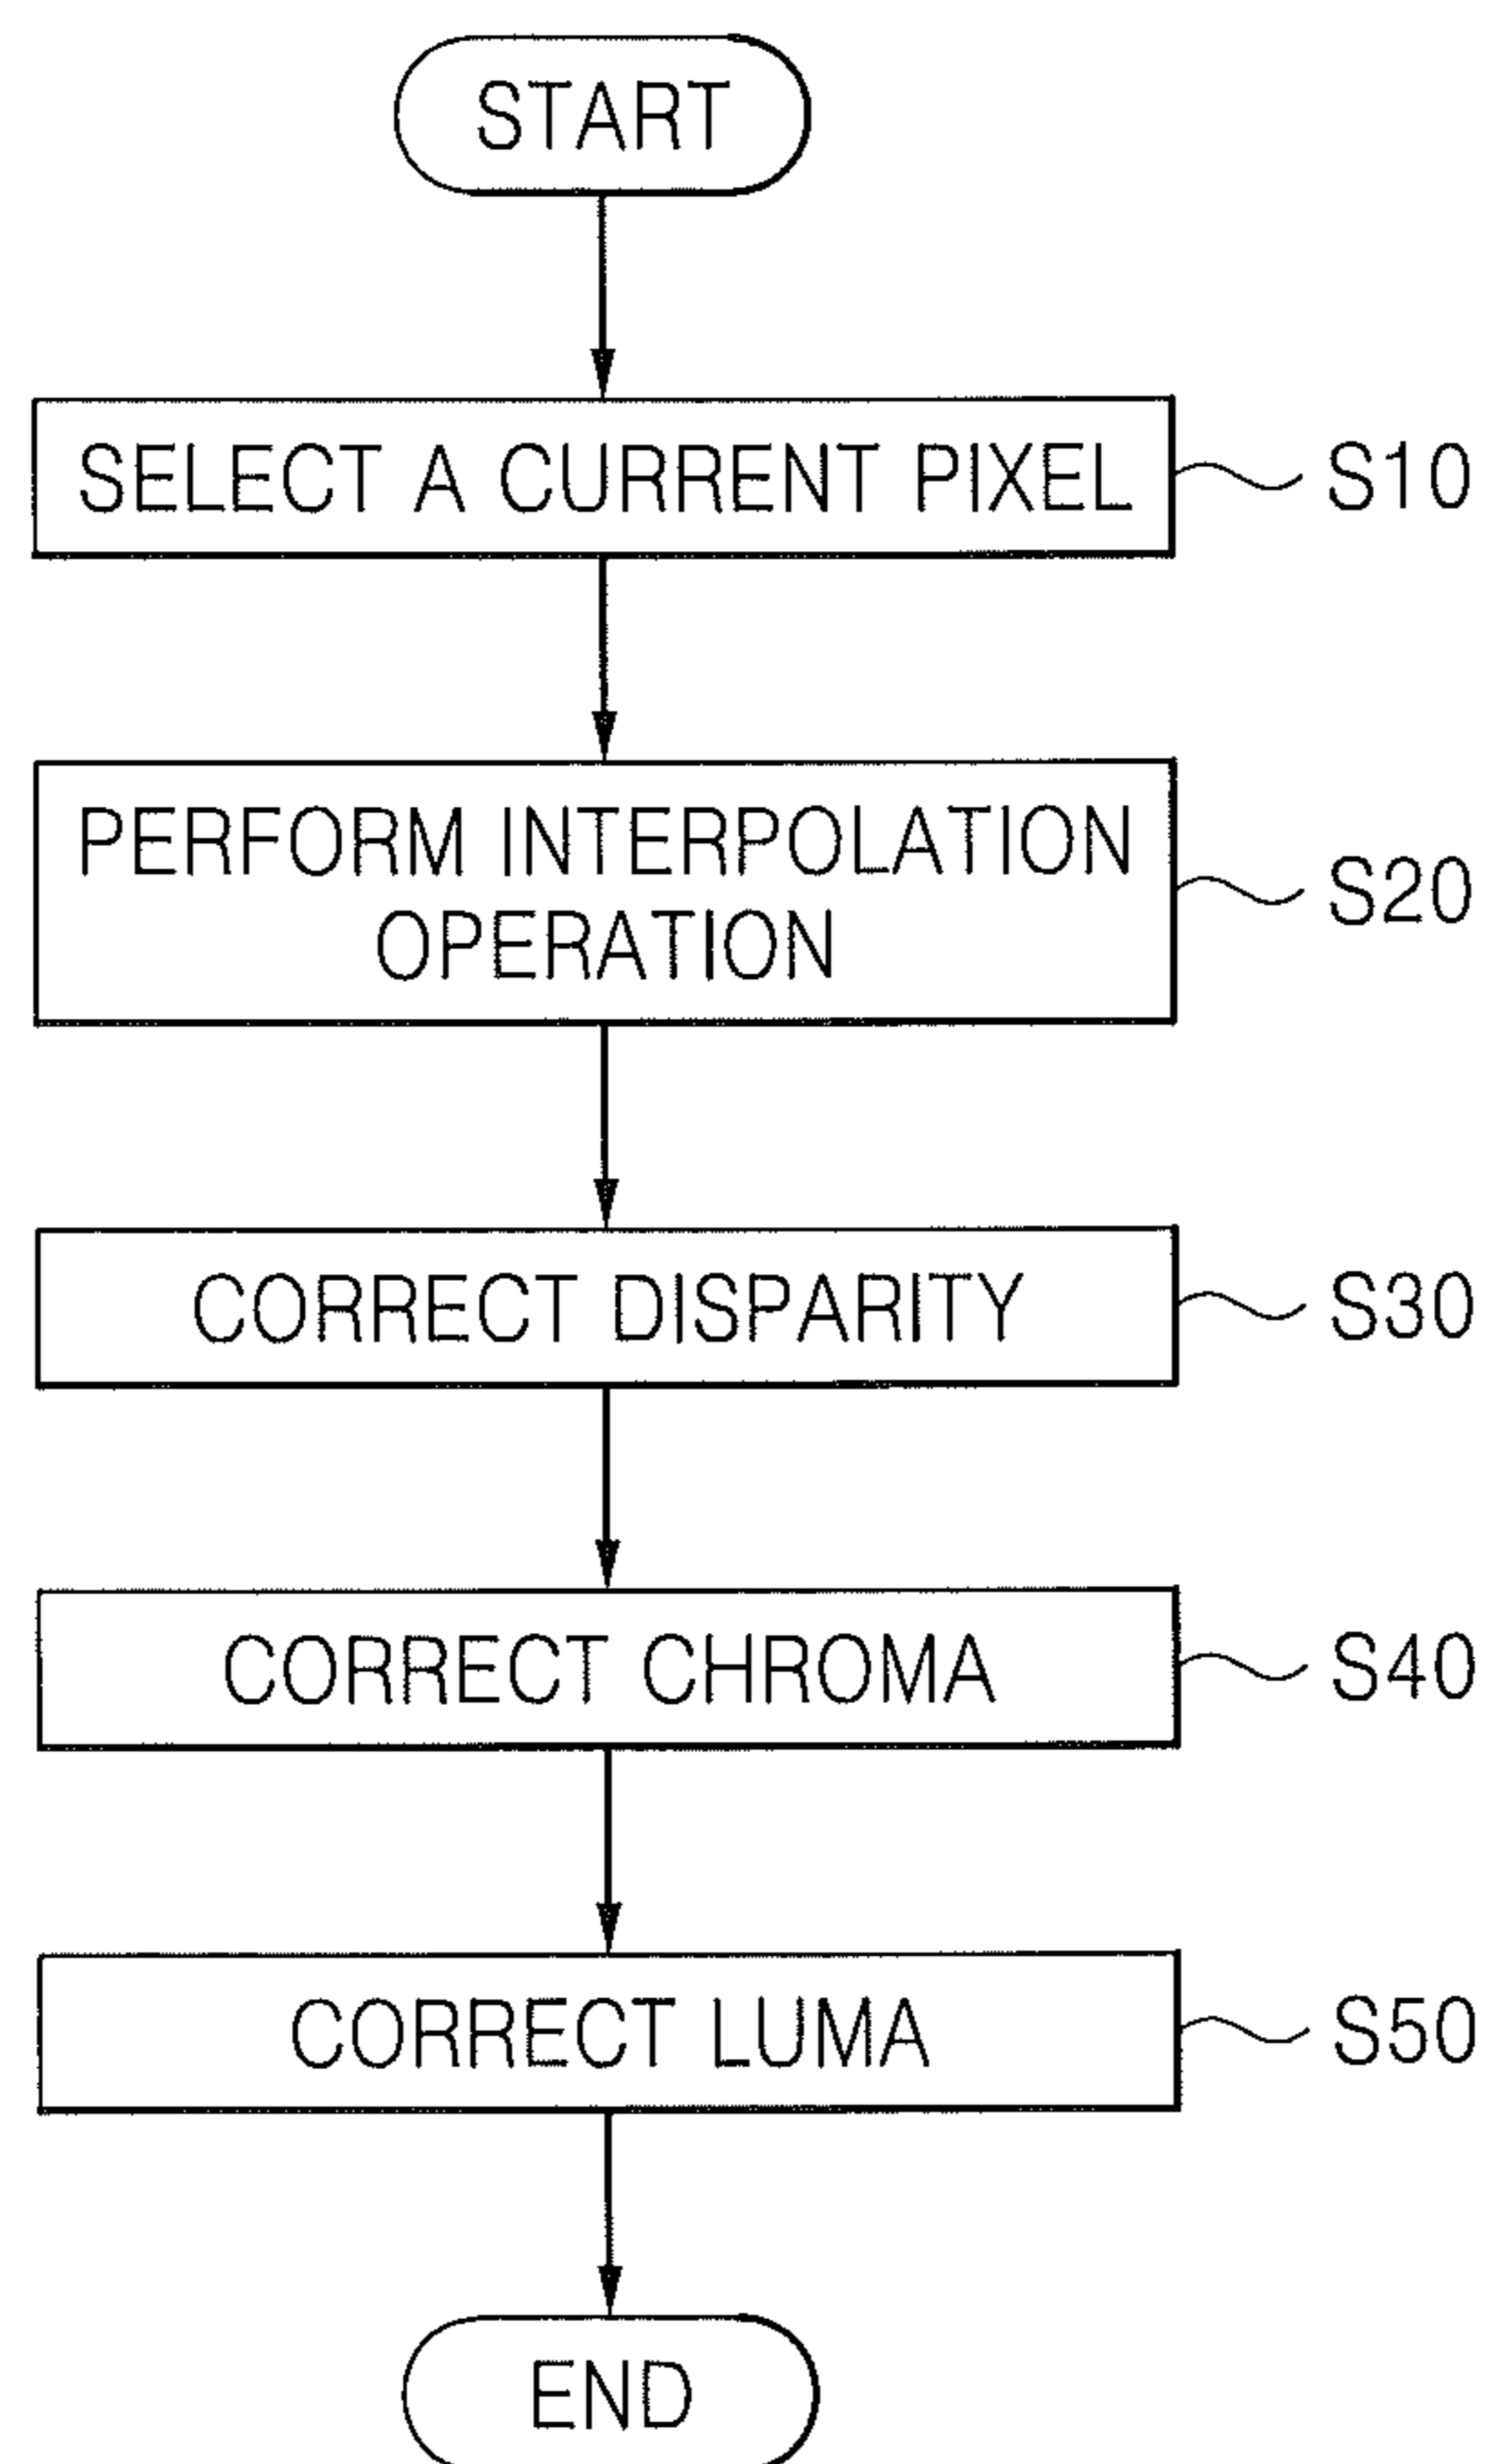 START
SELECT A CURRENT PIXEL
S10
PERFORM INTERPOLATION
OPERATION
S20
CORRECT DISPARITY
S30
CORRECT CHROMA
S40
CORRECT LUMA
S50
END